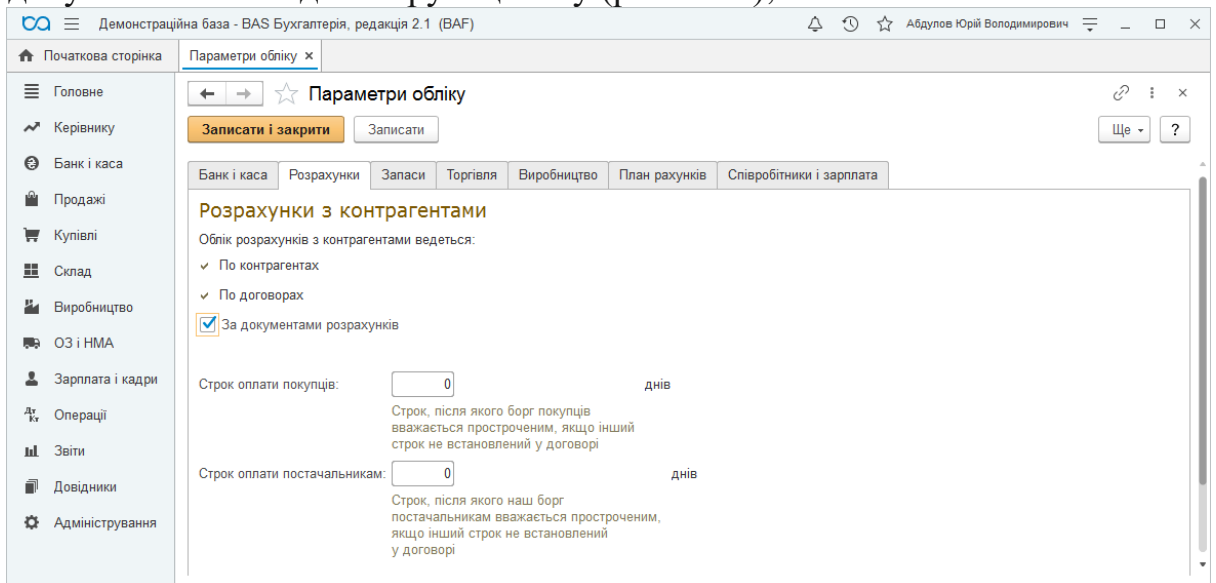 Демонстраційна база - BAS Бухгалтерія, редакція 2.1 (BAF)
Абдулов Юрій Володимирович
Початкова сторінка
Параметри обліку
Головне
Керівнику
Банк і каса
Продажі
Купівлі
Склад
Виробництво
ОЗ і НМА
Зарплата і кадри
Операції
Звіти
Довідники
Адміністрування
Параметри обліку
Записати і закрити Записати Ще ?
Банк і каса Розрахунки Запаси Торгівля Виробництво План рахунків Співробітники і зарплата
Розрахунки з контрагентами
Облік розрахунків з контрагентами ведеться:
По контрагентах
По договорах
За документами розрахунків
Строк оплати покупців: 0 днів
Строк, після якого борг покупців
вважається простроченим, якщо інший
строк не встановлений у договорі
Строк оплати постачальникам: 0 днів
Строк, після якого наш борг
постачальникам вважається простроченим,
якщо інший строк не встановлений
у договорі